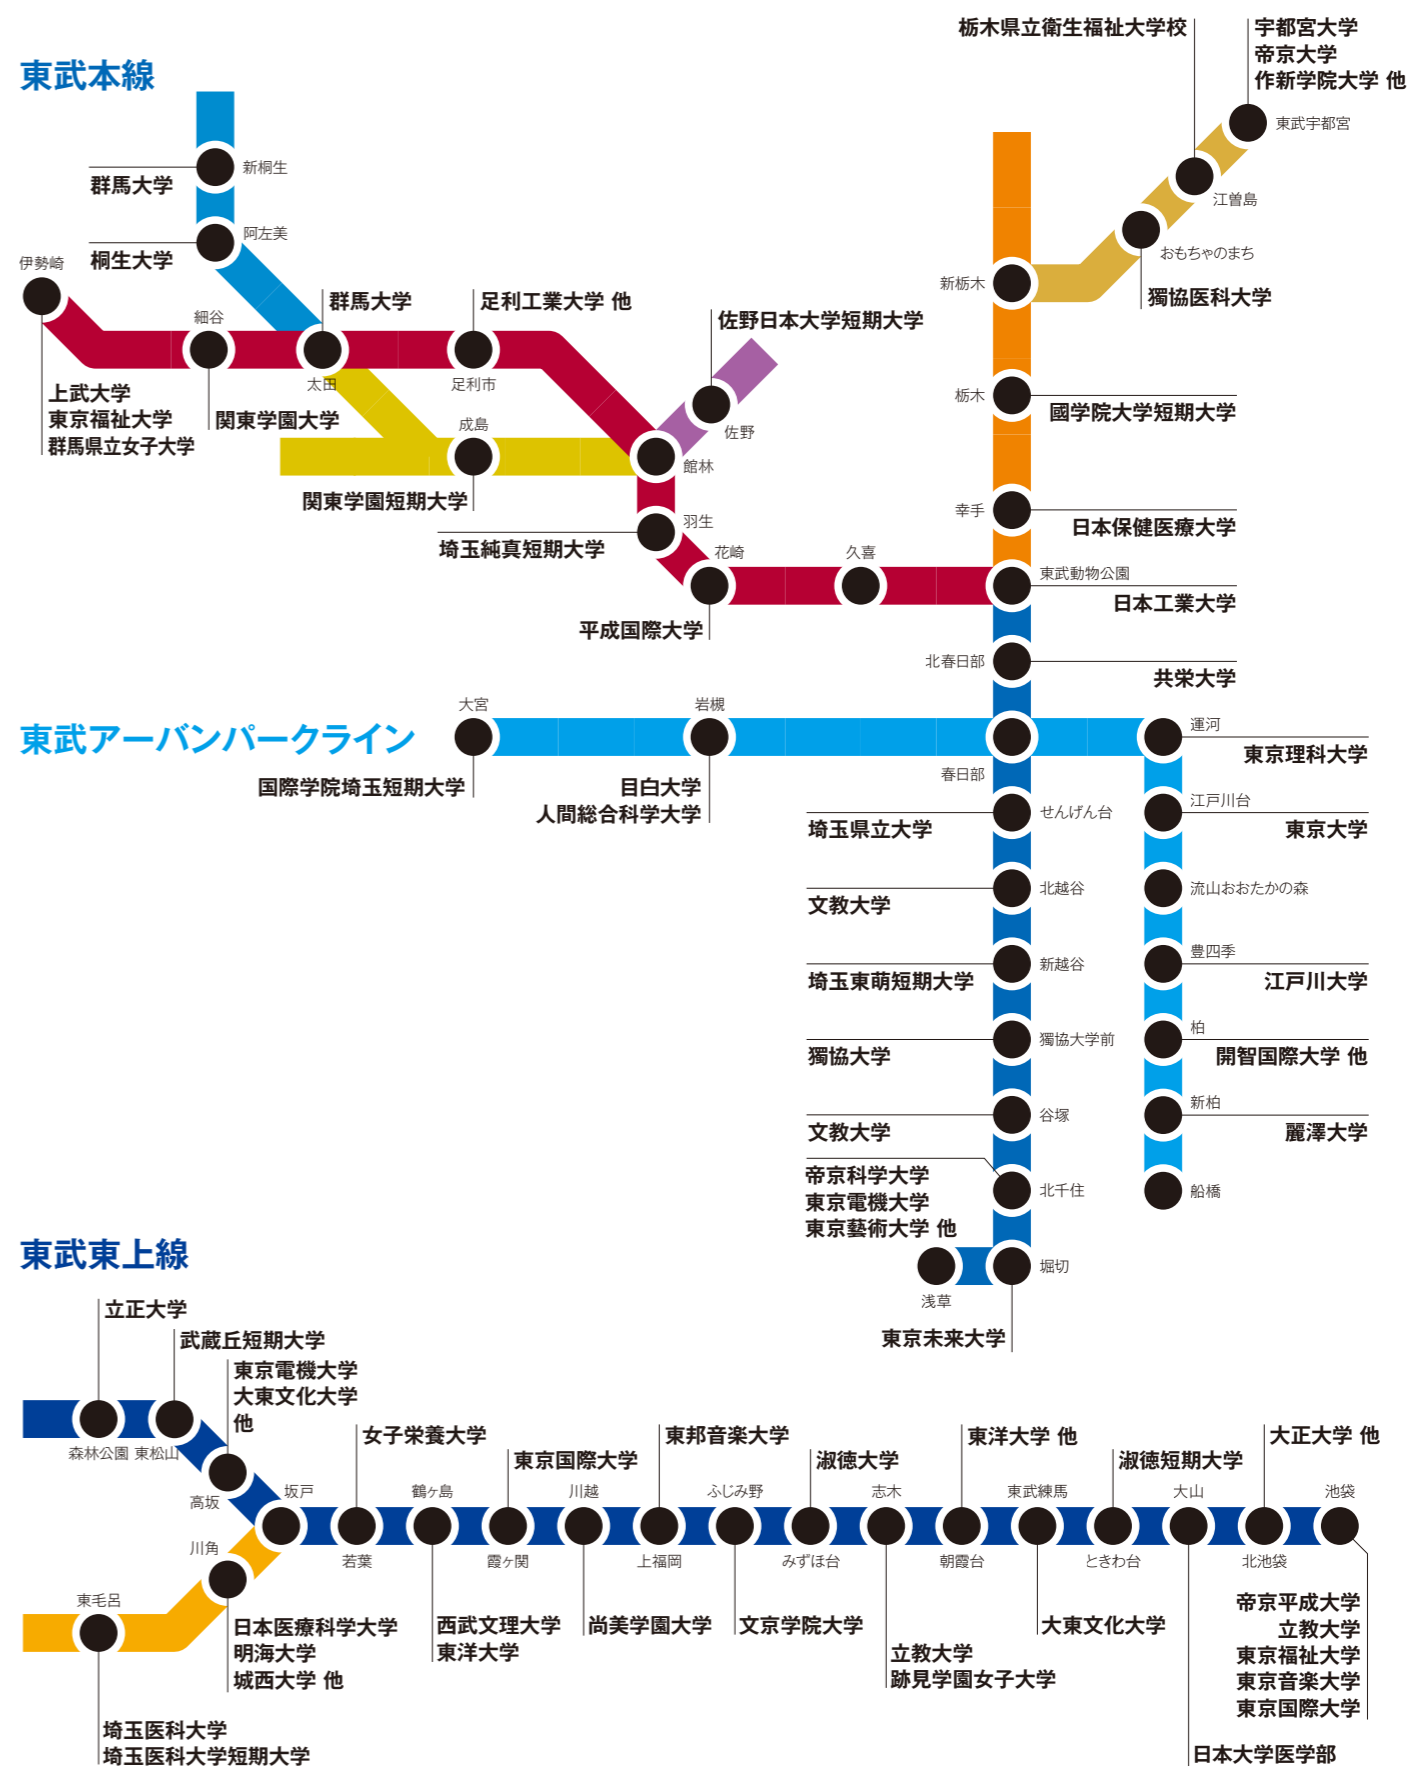 東武本線
新桐生
群馬大学
阿左美
桐生大学
伊勢崎
上武大学
東京福祉大学
群馬県立女子大学
細谷
関東学園大学
群馬大学
太田
足利工業大学 他
足利市
成島
関東学園短期大学
佐野日本大学短期大学
佐野
館林
羽生
埼玉純真短期大学
花崎
平成国際大学
久喜
栃木県立衛生福祉大学校
宇都宮大学
帝京大学
作新学院大学 他
東武宇都宮
江曽島
おもちゃのまち
獨協医科大学
新栃木
栃木
國学院大学短期大学
幸手
日本保健医療大学
東武動物公園
日本工業大学
北春日部
共栄大学
東武アーバンパークライン
大宮
国際学院埼玉短期大学
岩槻
目白大学
人間総合科学大学
春日部
運河
東京理科大学
せんげん台
埼玉県立大学
江戸川台
東京大学
北越谷
文教大学
流山おおたかの森
新越谷
埼玉東萌短期大学
豊四季
江戸川大学
獨協大学前
獨協大学
柏
開智国際大学 他
谷塚
文教大学
新柏
麗澤大学
帝京科学大学
東京電機大学
東京藝術大学 他
北千住
船橋
浅草
堀切
東京未来大学
東武東上線
立正大学
武蔵丘短期大学
東京電機大学
大東文化大学
他
森林公園
東松山
高坂
坂戸
川角
東毛呂
日本医療科学大学
明海大学
城西大学 他
埼玉医科大学
埼玉医科大学短期大学
女子栄養大学
若葉
鶴ヶ島
西武文理大学
東洋大学
東京国際大学
霞ヶ関
川越
尚美学園大学
東邦音楽大学
上福岡
ふじみ野
文京学院大学
淑徳大学
みずほ台
志木
立教大学
跡見学園女子大学
東洋大学 他
朝霞台
東武練馬
大東文化大学
淑徳短期大学
ときわ台
大山
日本大学医学部
大正大学 他
北池袋
池袋
帝京平成大学
立教大学
東京福祉大学
東京音楽大学
東京国際大学